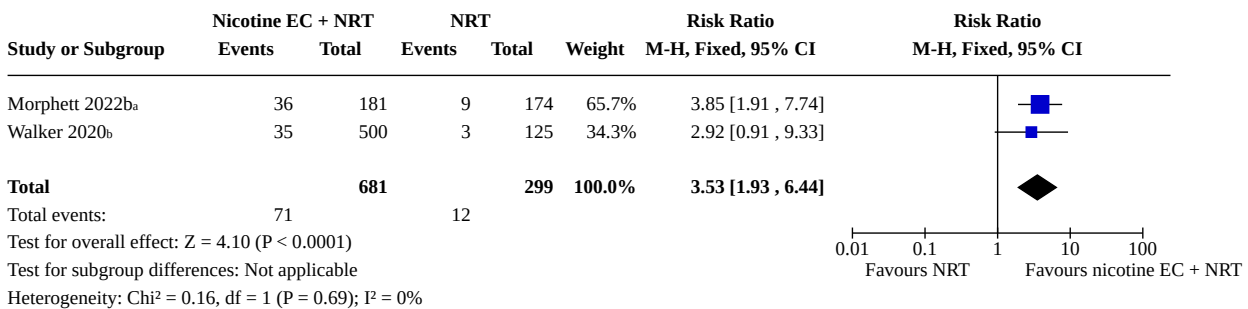 Nicotine EC + NRT NRT Risk Ratio Risk Ratio
Study or Subgroup Events Total Events Total Weight M-H, Fixed, 95% CI M-H, Fixed, 95% CI
Morphett 2022ba 36 181 9 174 65.7% 3.85 [1.91 , 7.74]
Walker 2020b 35 500 3 125 34.3% 2.92 [0.91 , 9.33]
Total 681 299 100.0% 3.53 [1.93 , 6.44]
Total events: 71 12
Test for overall effect: Z = 4.10 (P < 0.0001)
0.01 0.1 1 10 100
Test for subgroup differences: Not applicable
Favours NRT Favours nicotine EC + NRT
Heterogeneity: Chi² = 0.16, df = 1 (P = 0.69); I² = 0%